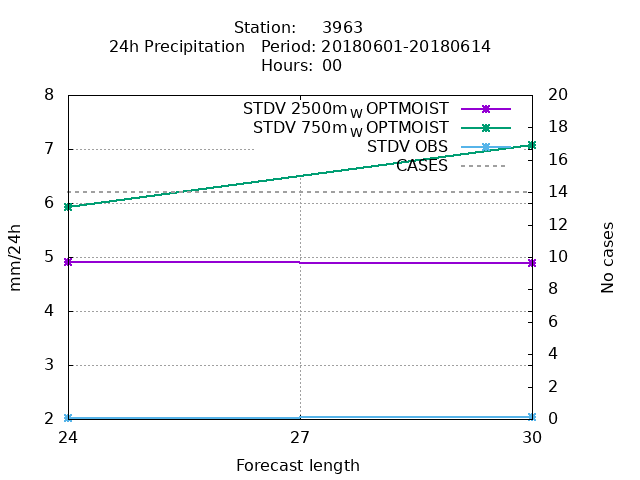 Station: 3963
24h Precipitation Period: 20180601-20180614
Hours: 00
STDV 2500m_W OPTMOIST
STDV 750m_W OPTMOIST
STDV OBS
CASES
8
7
6
5
4
3
2
20
18
16
14
12
10
8
6
4
2
0
24 27 30
mm/24h
No cases
Forecast length